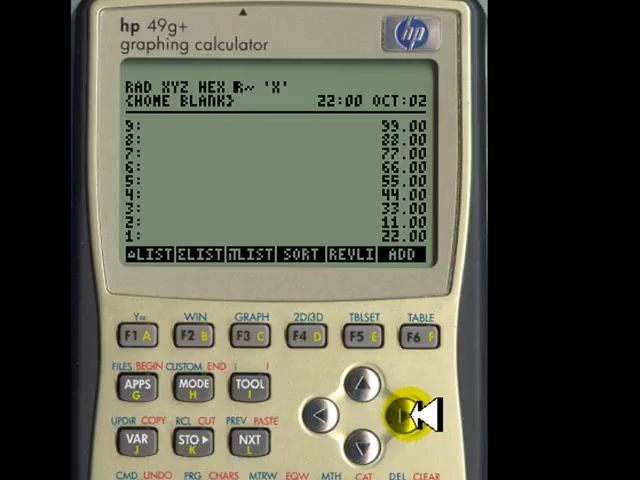 hp 49g+
graphing calculator
hp
RAD XYZ HEX R~ 'X'
{HOME BLANK} 22:00 OCT:02
9: 99.00
8: 88.00
7: 77.00
6: 66.00
5: 55.00
4: 44.00
3: 33.00
2: 11.00
1: 22.00
△LIST ΣLIST ΠLIST SORT REVLI ADD
Y= WIN GRAPH 2D/3D TBLSET TABLE
F1 A F2 B F3 C F4 D F5 E F6 F
FILES BEGIN CUSTOM END i I
APPS MODE TOOL
G H I
UPDIR COPY RCL CUT PREV PASTE
VAR STO▶ NXT
J K L
CMD UNDO PRG CHARS MTRW EQW MTH CAT DEL CLEAR